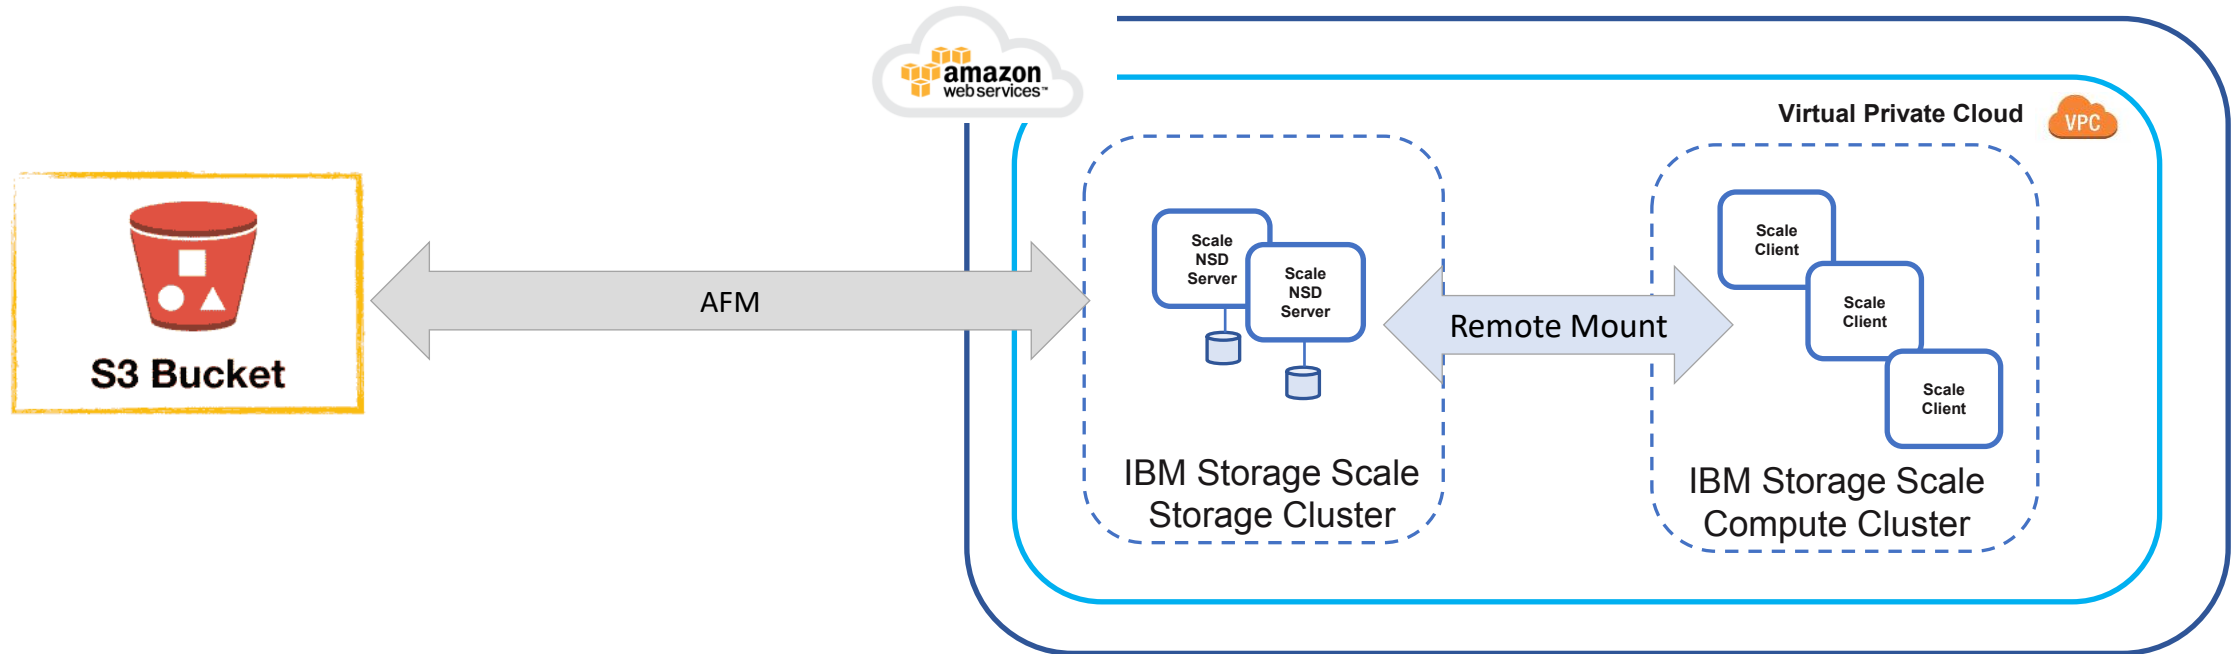 amazon
web services™
Virtual Private Cloud
VPC
S3 Bucket
AFM
Scale
NSD
Server
Scale
NSD
Server
IBM Storage Scale
Storage Cluster
Remote Mount
Scale
Client
Scale
Client
Scale
Client
IBM Storage Scale
Compute Cluster